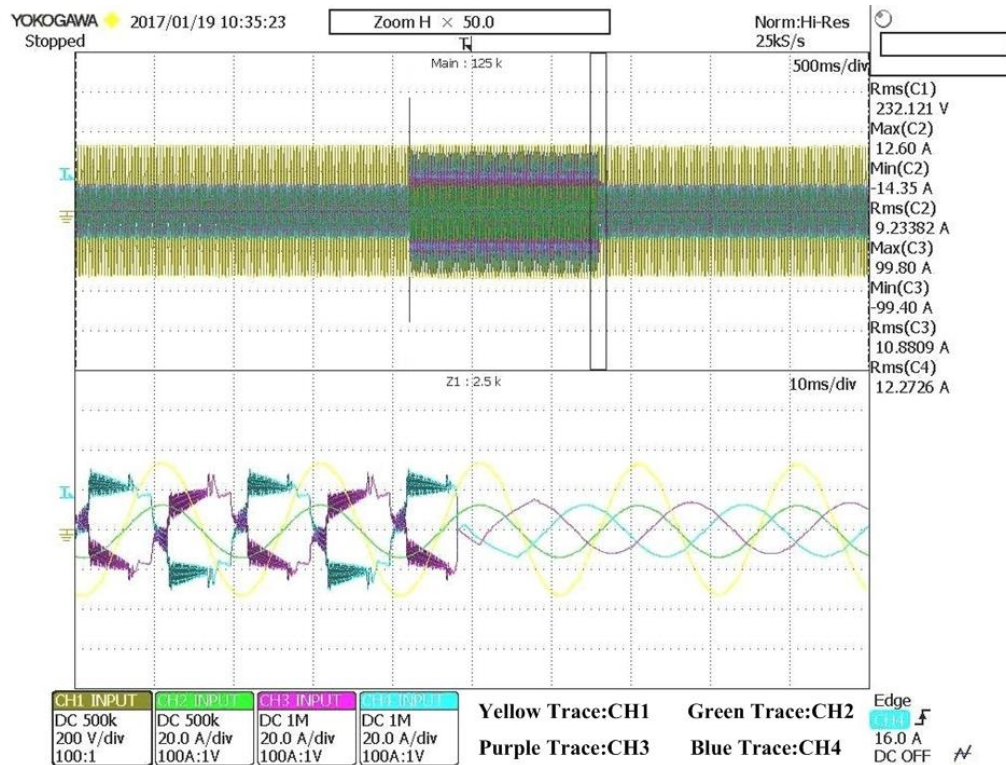 YOKOGAWA 2017/01/19 10:35:23
Stopped
Zoom H × 50.0
Norm:Hi-Res
25kS/s
Main : 125 k
500ms/div
Rms(C1)
232.121 V
Max(C2)
12.60 A
Min(C2)
-14.35 A
Rms(C2)
9.23382 A
Max(C3)
99.80 A
Min(C3)
-99.40 A
Rms(C3)
10.8809 A
Rms(C4)
12.2726 A
Z1 : 2.5 k
10ms/div
CH1 INPUT
DC 500k
200 V/div
100:1
CH2 INPUT
DC 500k
20.0 A/div
100A:1V
CH3 INPUT
DC 1M
20.0 A/div
100A:1V
CH4 INPUT
DC 1M
20.0 A/div
100A:1V
Yellow Trace:CH1
Green Trace:CH2
Purple Trace:CH3
Blue Trace:CH4
Edge
CH4
16.0 A
DC OFF